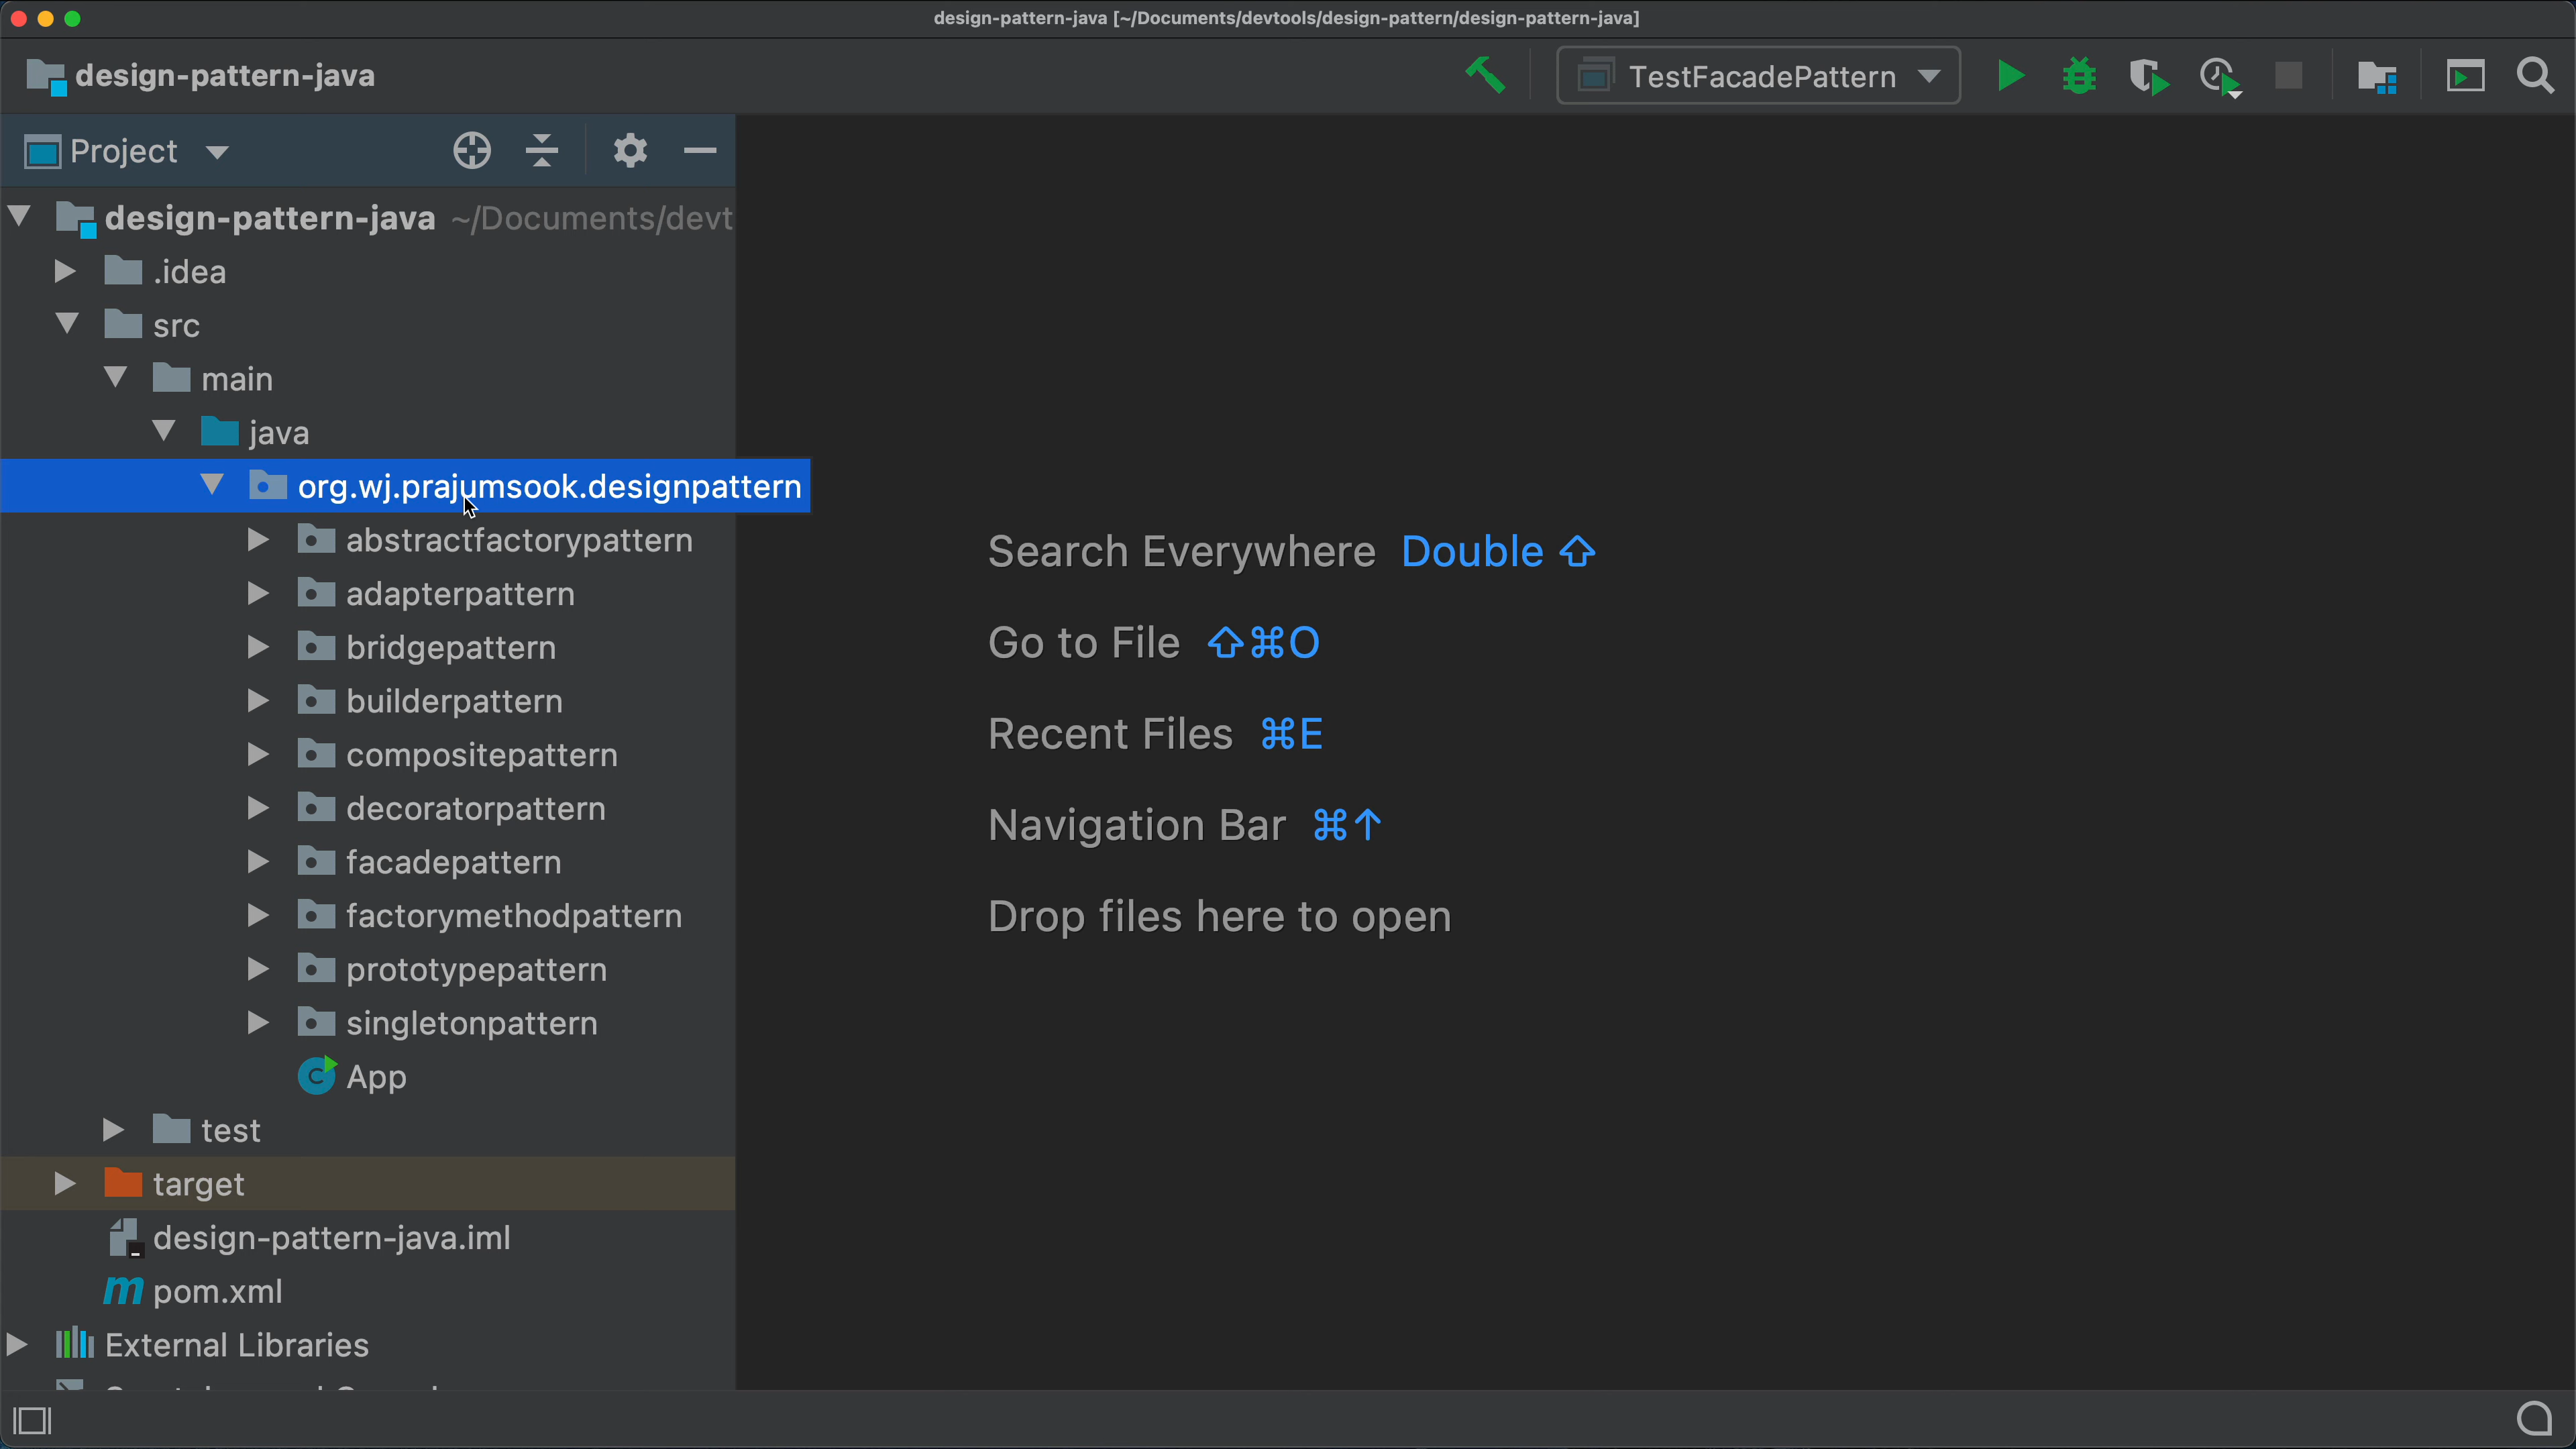 design-pattern-java [~/Documents/devtools/design-pattern/design-pattern-java]
design-pattern-java
TestFacadePattern
Project
design-pattern-java ~/Documents/devt
.idea
src
main
java
org.wj.prajumsook.designpattern
abstractfactorypattern
adapterpattern
bridgepattern
builderpattern
compositepattern
decoratorpattern
facadepattern
factorymethodpattern
prototypepattern
singletonpattern
App
test
target
design-pattern-java.iml
pom.xml
External Libraries
Search Everywhere Double ⇧
Go to File ⇧⌘O
Recent Files ⌘E
Navigation Bar ⌘↑
Drop files here to open